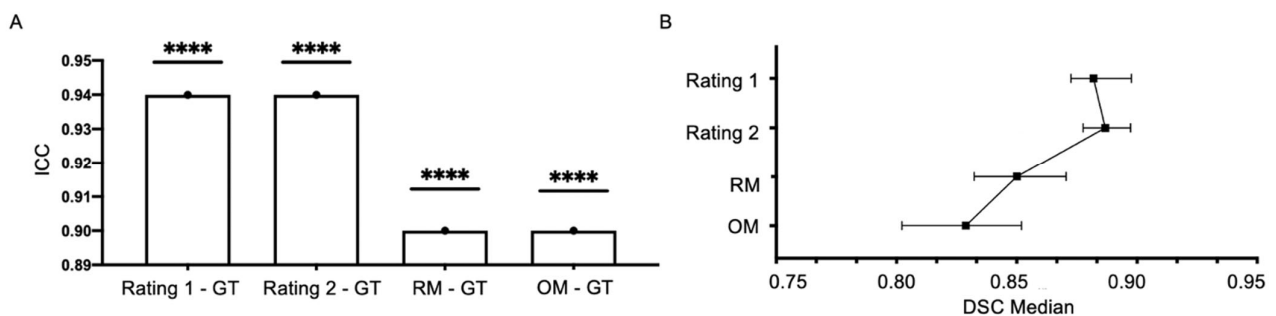 A
ICC
0.95
0.94
0.93
0.92
0.91
0.90
0.89
**** **** **** ****
Rating 1 - GT Rating 2 - GT RM - GT OM - GT
B
Rating 1
Rating 2
RM
OM
0.75 0.80 0.85 0.90 0.95
DSC Median